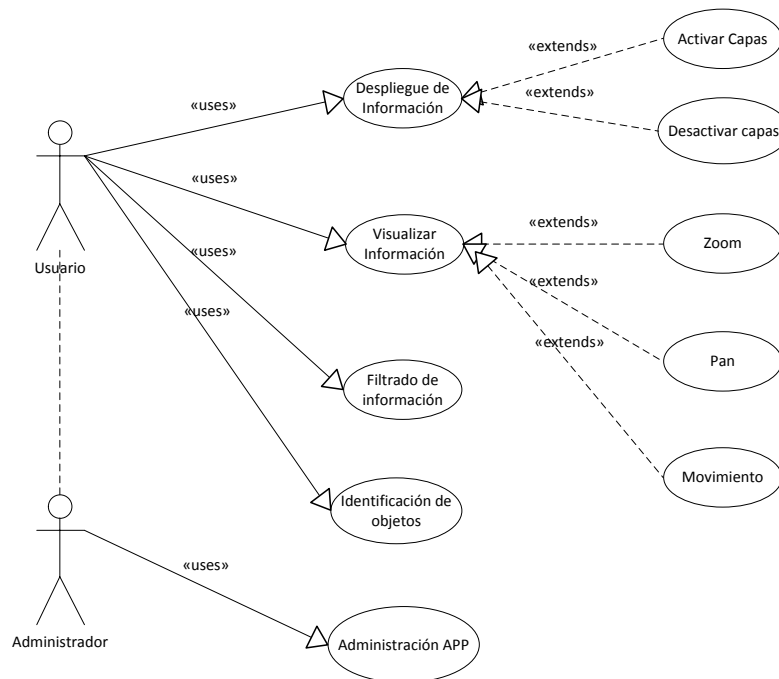 «extends»
Activar Capas
Despliegue de
Información
«uses»
«extends»
Desactivar capas
«uses»
Visualizar
Información
«extends»
Zoom
Usuario
«uses»
«extends»
«uses»
«extends»
Pan
Filtrado de
información
Movimiento
Identificación de
objetos
«uses»
Administrador
Administración APP